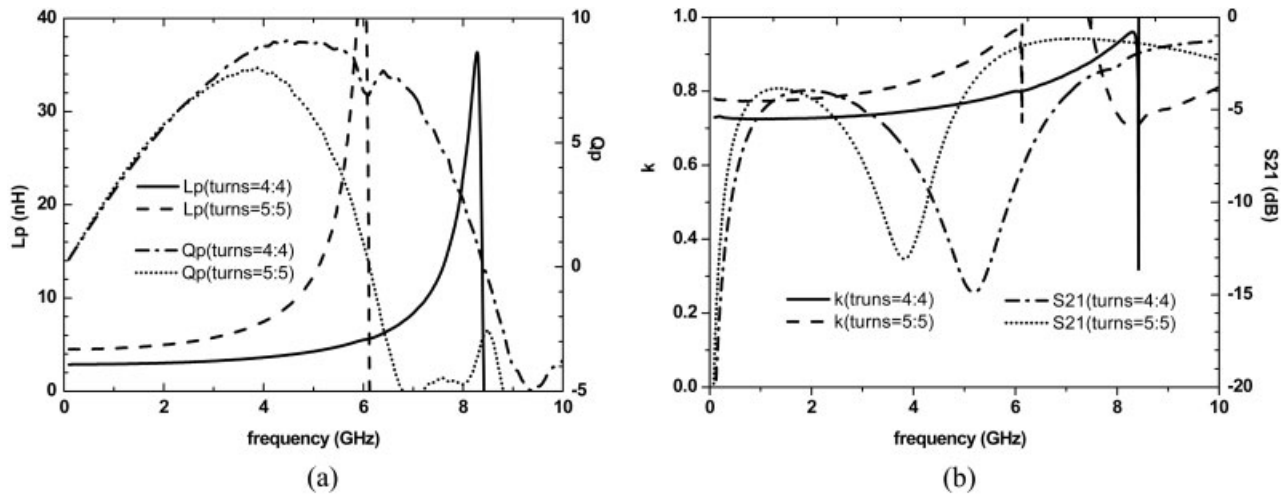 40
30
20
10
0
Lp (nH)
10
5
0
-5
Qp
Lp(turns=4:4)
Lp(turns=5:5)
Qp(turns=4:4)
Qp(turns=5:5)
0 2 4 6 8 10
frequency (GHz)
(a)
1.0
0.8
0.6
0.4
0.2
0.0
k
0
-5
-10
-15
-20
S21 (dB)
k(truns=4:4)
k(turns=5:5)
S21(turns=4:4)
S21(turns=5:5)
0 2 4 6 8 10
frequency (GHz)
(b)